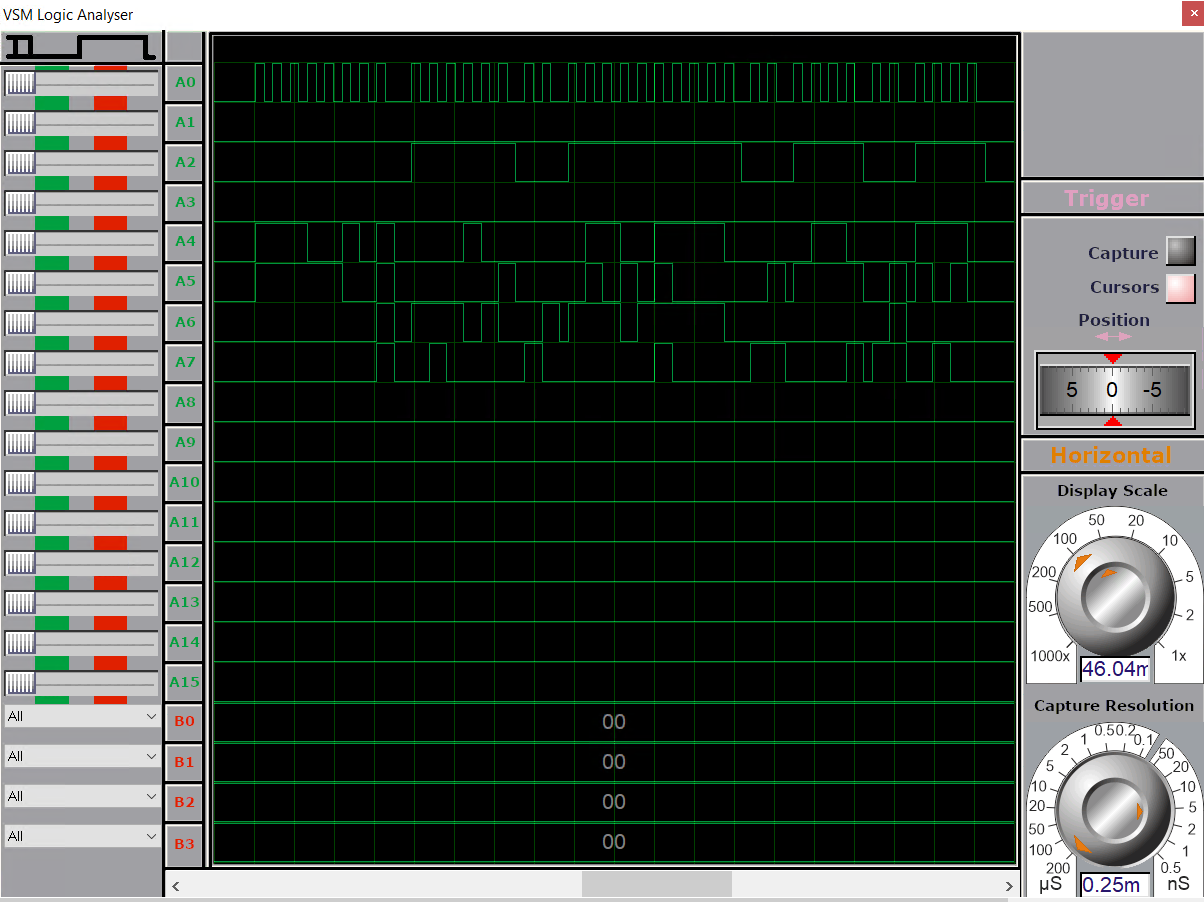 VSM Logic Analyser
A0
A1
A2
A3
A4
A5
A6
A7
A8
A9
A10
A11
A12
A13
A14
A15
All B0 00
All B1 00
All B2 00
All B3 00
Trigger
Capture
Cursors
Position
5 0 -5
Horizontal
Display Scale
1000x 500 200 100 50 20 10 5 2 1x
46.04m
Capture Resolution
200 100 50 20 10 5 2 1 0.5 0.2 0.1 50 20 10 5 2 1 0.5
µS 0.25m nS